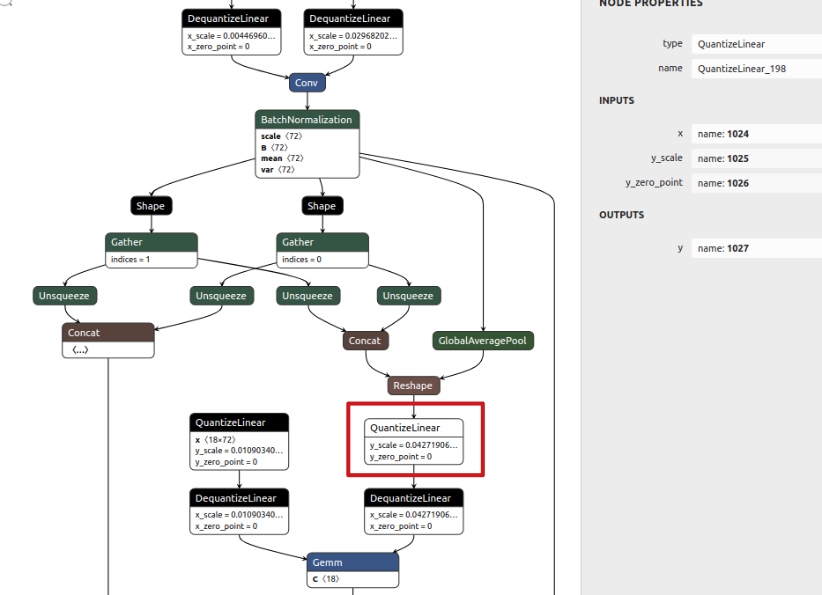 DequantizeLinear
x_scale = 0.00446960...
x_zero_point = 0
DequantizeLinear
x_scale = 0.02968202...
x_zero_point = 0
Conv
BatchNormalization
scale ⟨72⟩
B ⟨72⟩
mean ⟨72⟩
var ⟨72⟩
Shape
Shape
Gather
indices = 1
Gather
indices = 0
Unsqueeze
Unsqueeze
Unsqueeze
Unsqueeze
Concat
⟨...⟩
Concat
GlobalAveragePool
Reshape
QuantizeLinear
x ⟨18×72⟩
y_scale = 0.01090340...
y_zero_point = 0
QuantizeLinear
y_scale = 0.04271906...
y_zero_point = 0
DequantizeLinear
x_scale = 0.01090340...
x_zero_point = 0
DequantizeLinear
x_scale = 0.04271906...
x_zero_point = 0
Gemm
C ⟨18⟩
NODE PROPERTIES
type QuantizeLinear
name QuantizeLinear_198
INPUTS
x name: 1024
y_scale name: 1025
y_zero_point name: 1026
OUTPUTS
y name: 1027